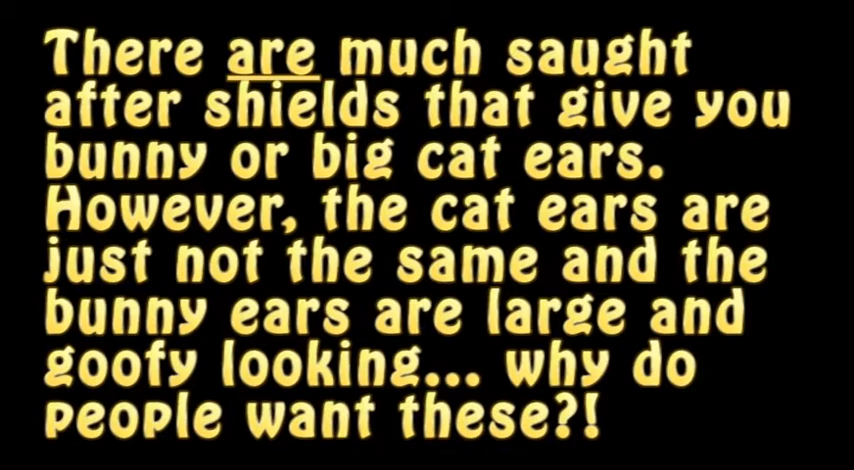 There are much saught
after shields that give you
bunny or big cat ears.
However, the cat ears are
just not the same and the
bunny ears are large and
goofy looking... why do
people want these?!